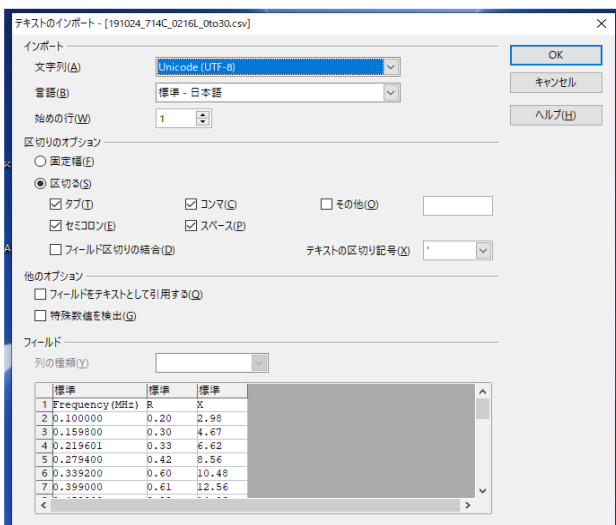 テキストのインポート - [191024_714C_0216L_0to30.csv]
インポート
文字列(A) Unicode (UTF-8)
言語(B) 標準 - 日本語
始めの行(W) 1
OK
キャンセル
ヘルプ(H)
区切りのオプション
固定幅(F)
区切る(S)
タブ(T) コンマ(C) その他(O)
セミコロン(E) スペース(P)
フィールド区切りの結合(D) テキストの区切り記号(X) '
他のオプション
フィールドをテキストとして引用する(Q)
特殊数値を検出(G)
フィールド
列の種類(Y)
標準 標準 標準
1 Frequency(MHz) R X
2 0.100000 0.20 2.98
3 0.159800 0.30 4.67
4 0.219601 0.33 6.62
5 0.279400 0.42 8.56
6 0.339200 0.60 10.48
7 0.399000 0.61 12.56